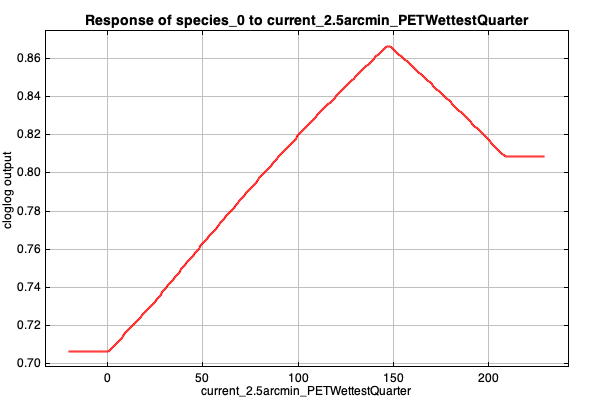 Response of species_0 to current_2.5arcmin_PETWettestQuarter
cloglog output
0.86
0.84
0.82
0.80
0.78
0.76
0.74
0.72
0.70
0 50 100 150 200
current_2.5arcmin_PETWettestQuarter